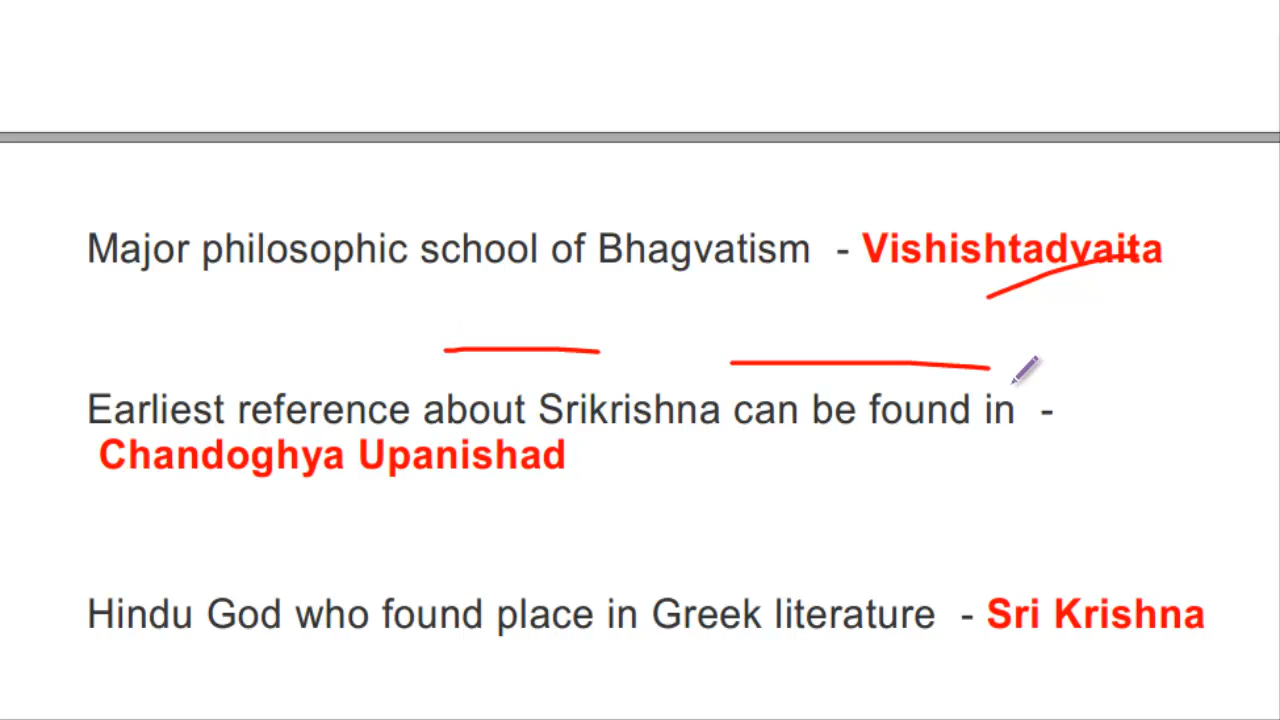 Major philosophic school of Bhagvatism - Vishishtadvaita
Earliest reference about Srikrishna can be found in -
Chandoghya Upanishad
Hindu God who found place in Greek literature - Sri Krishna